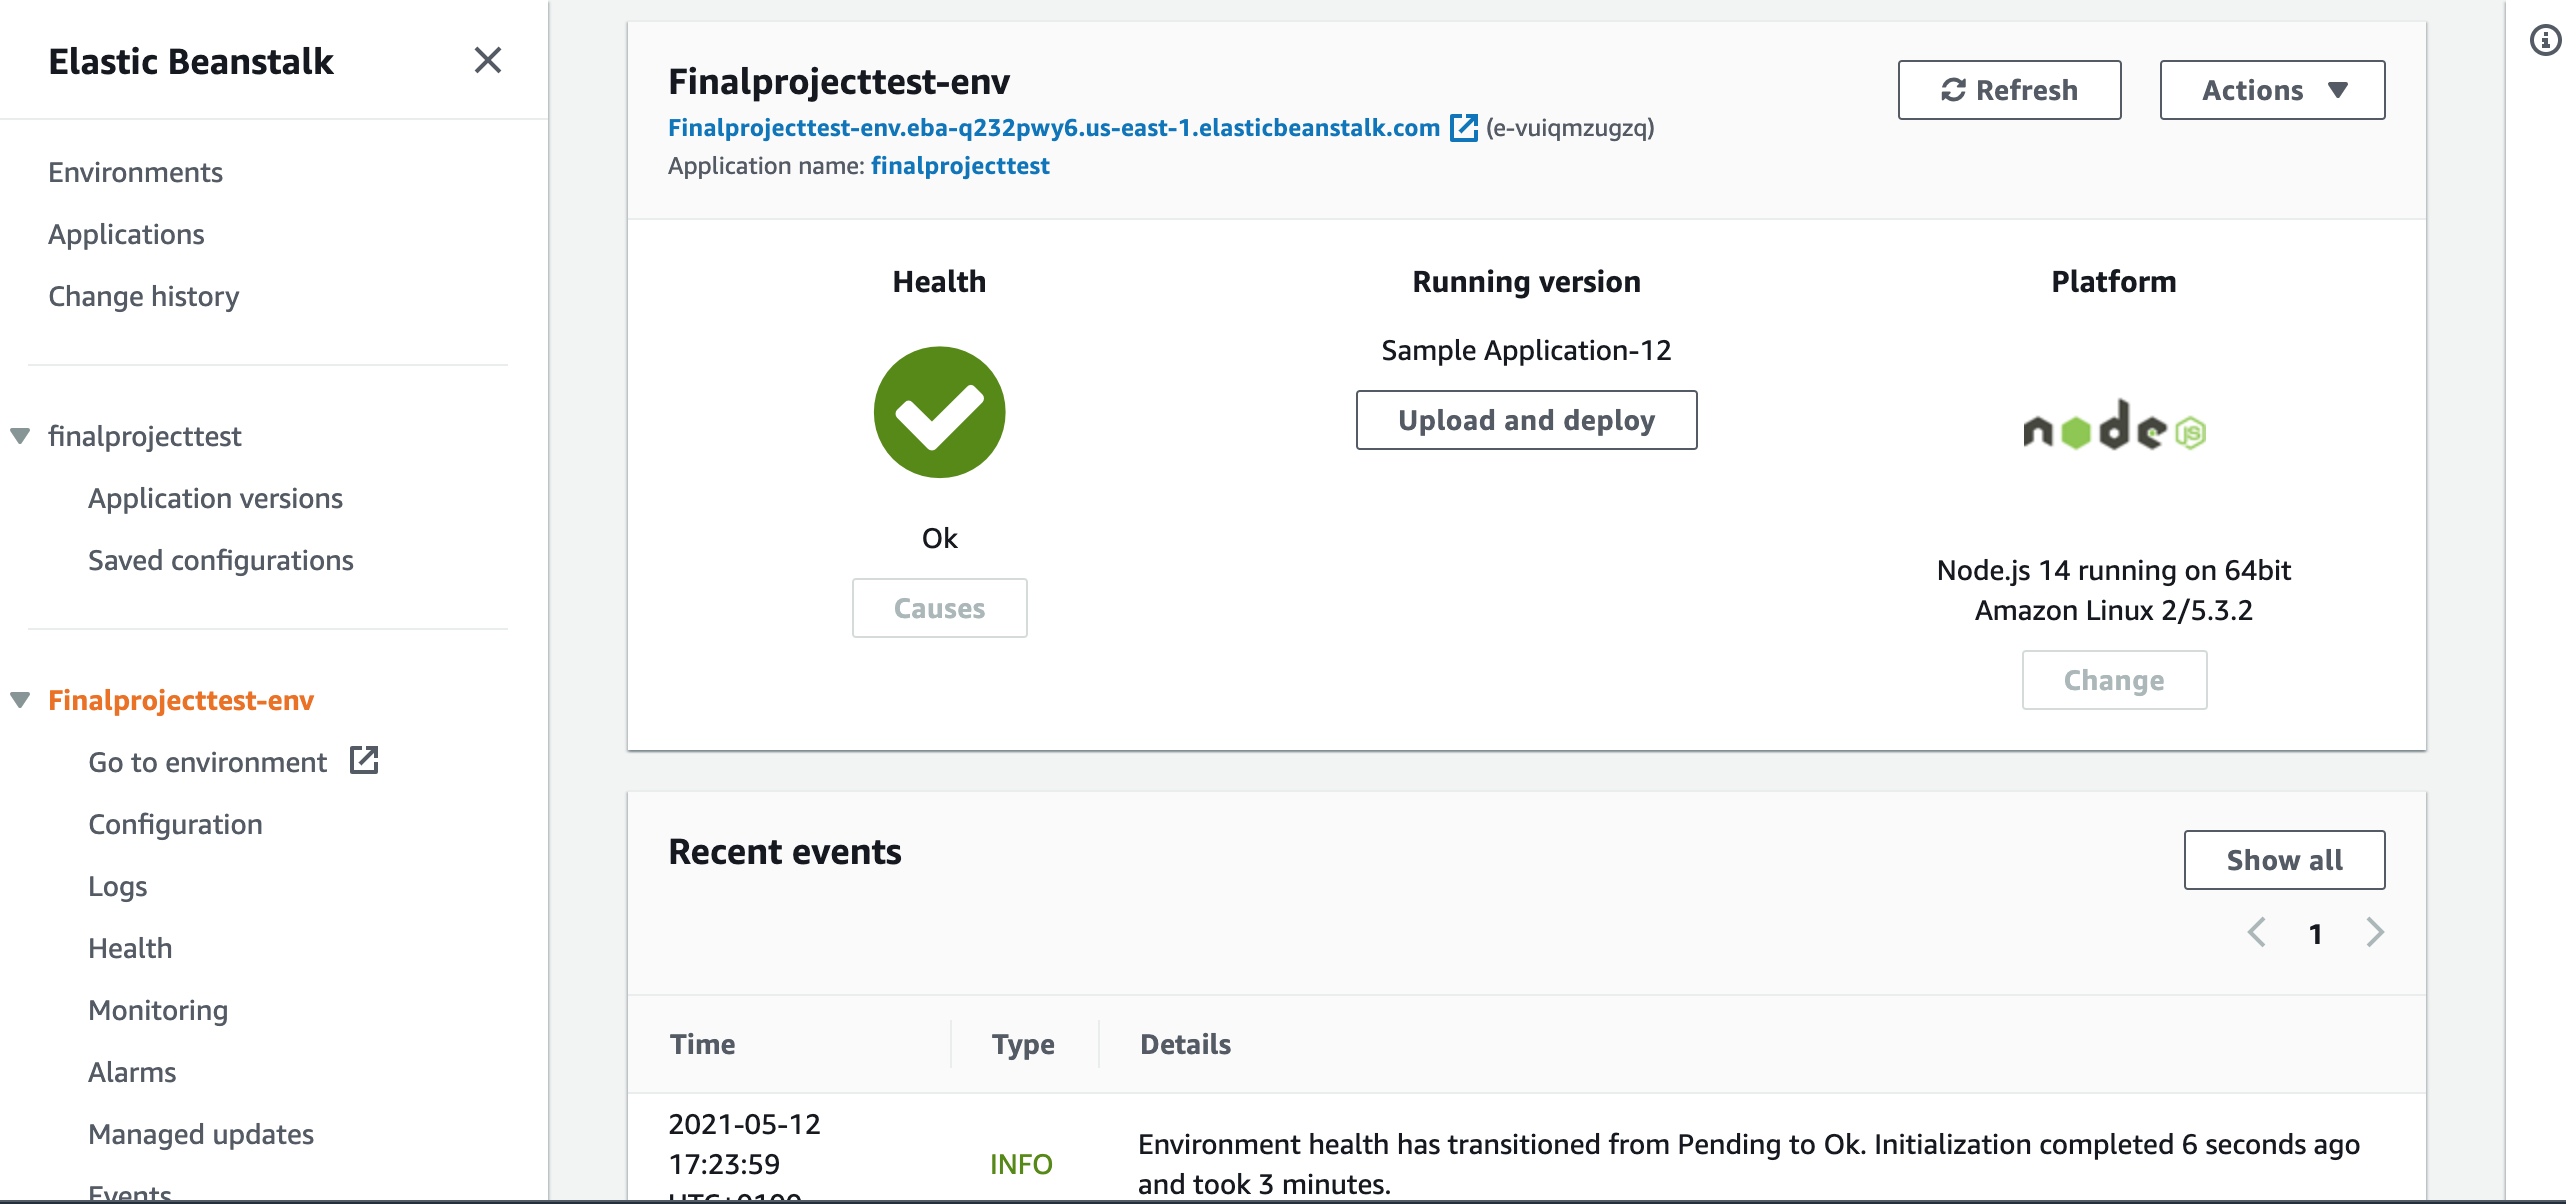 Elastic Beanstalk
Environments
Applications
Change history
finalprojecttest
Application versions
Saved configurations
Finalprojecttest-env
Go to environment
Configuration
Logs
Health
Monitoring
Alarms
Managed updates
Events
Finalprojecttest-env
Finalprojecttest-env.eba-q232pwy6.us-east-1.elasticbeanstalk.com (e-vuiqmzugzq)
Application name: finalprojecttest
Refresh
Actions
Health
Ok
Causes
Running version
Sample Application-12
Upload and deploy
Platform
node JS
Node.js 14 running on 64bit
Amazon Linux 2/5.3.2
Change
Recent events
Show all
1
Time Type Details
2021-05-12
17:23:59
UTC+0100
INFO
Environment health has transitioned from Pending to Ok. Initialization completed 6 seconds ago
and took 3 minutes.